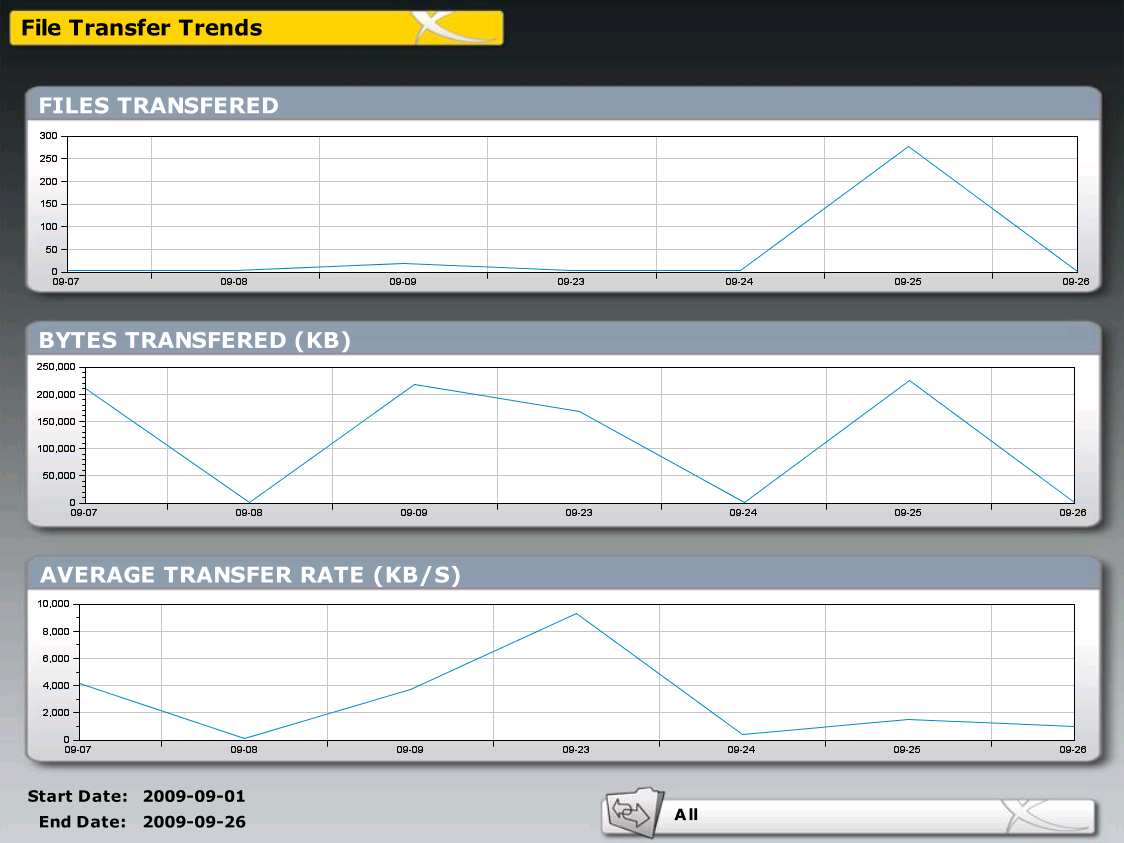 File Transfer Trends
FILES TRANSFERED
300
250
200
150
100
50
0
09-07 09-08 09-09 09-23 09-24 09-25 09-26
BYTES TRANSFERED (KB)
250,000
200,000
150,000
100,000
50,000
0
09-07 09-08 09-09 09-23 09-24 09-25 09-26
AVERAGE TRANSFER RATE (KB/S)
10,000
8,000
6,000
4,000
2,000
0
09-07 09-08 09-09 09-23 09-24 09-25 09-26
Start Date: 2009-09-01
End Date: 2009-09-26
All